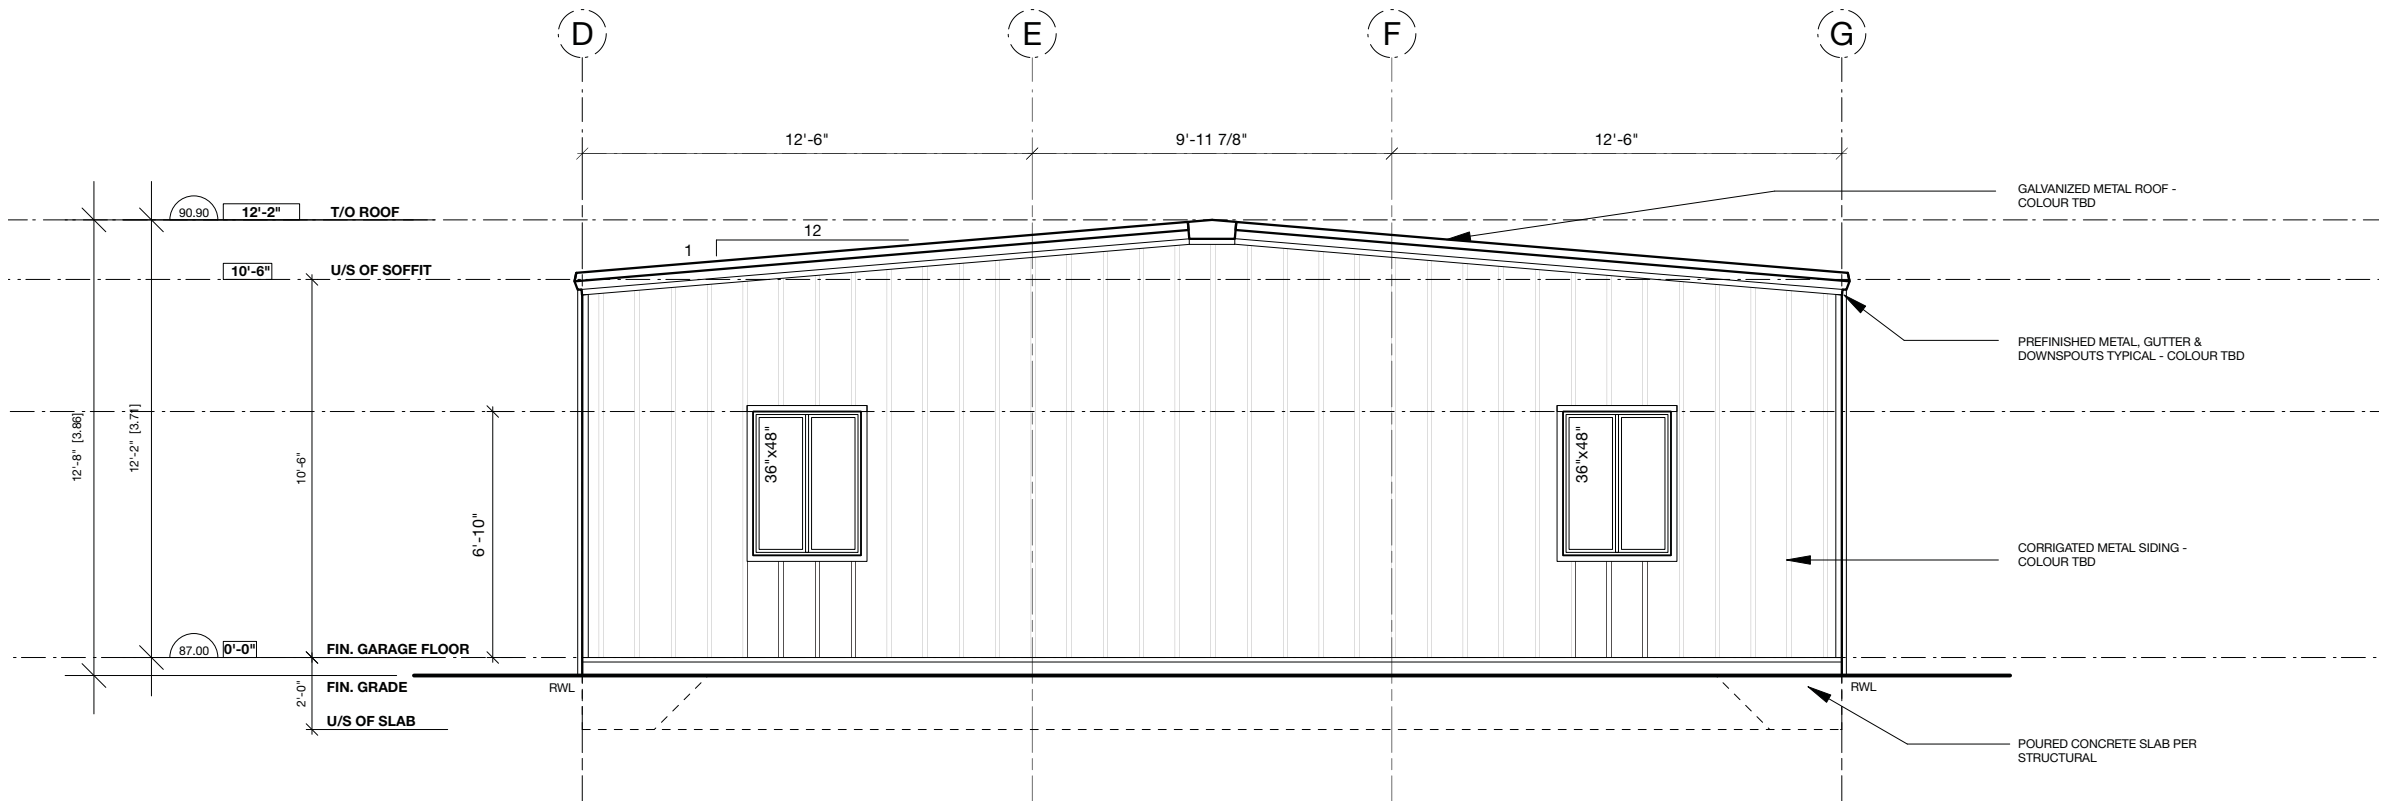 D E F G
12'-6" 9'-11 7/8" 12'-6"
GALVANIZED METAL ROOF -
COLOUR TBD
90.90 12'-2" T/O ROOF
12
1
10'-6" U/S OF SOFFIT
PREFINISHED METAL, GUTTER &
DOWNSPOUTS TYPICAL - COLOUR TBD
12'-8" [3.86]
12'-2" [3.71]
10'-6"
6'-10"
36"x48"
36"x48"
CORRIGATED METAL SIDING -
COLOUR TBD
87.00 0'-0" FIN. GARAGE FLOOR
2'-0"
FIN. GRADE
RWL
RWL
U/S OF SLAB
POURED CONCRETE SLAB PER
STRUCTURAL